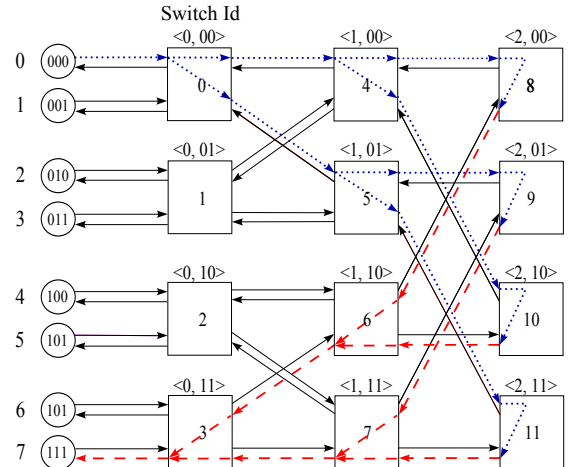 Switch Id
<0, 00> <1, 00> <2, 00>
0 000 0 4 8
1 001
<0, 01> <1, 01> <2, 01>
2 010 1 5 9
3 011
<0, 10> <1, 10> <2, 10>
4 100 2 6 10
5 101
<0, 11> <1, 11> <2, 11>
6 101 3 7 11
7 111